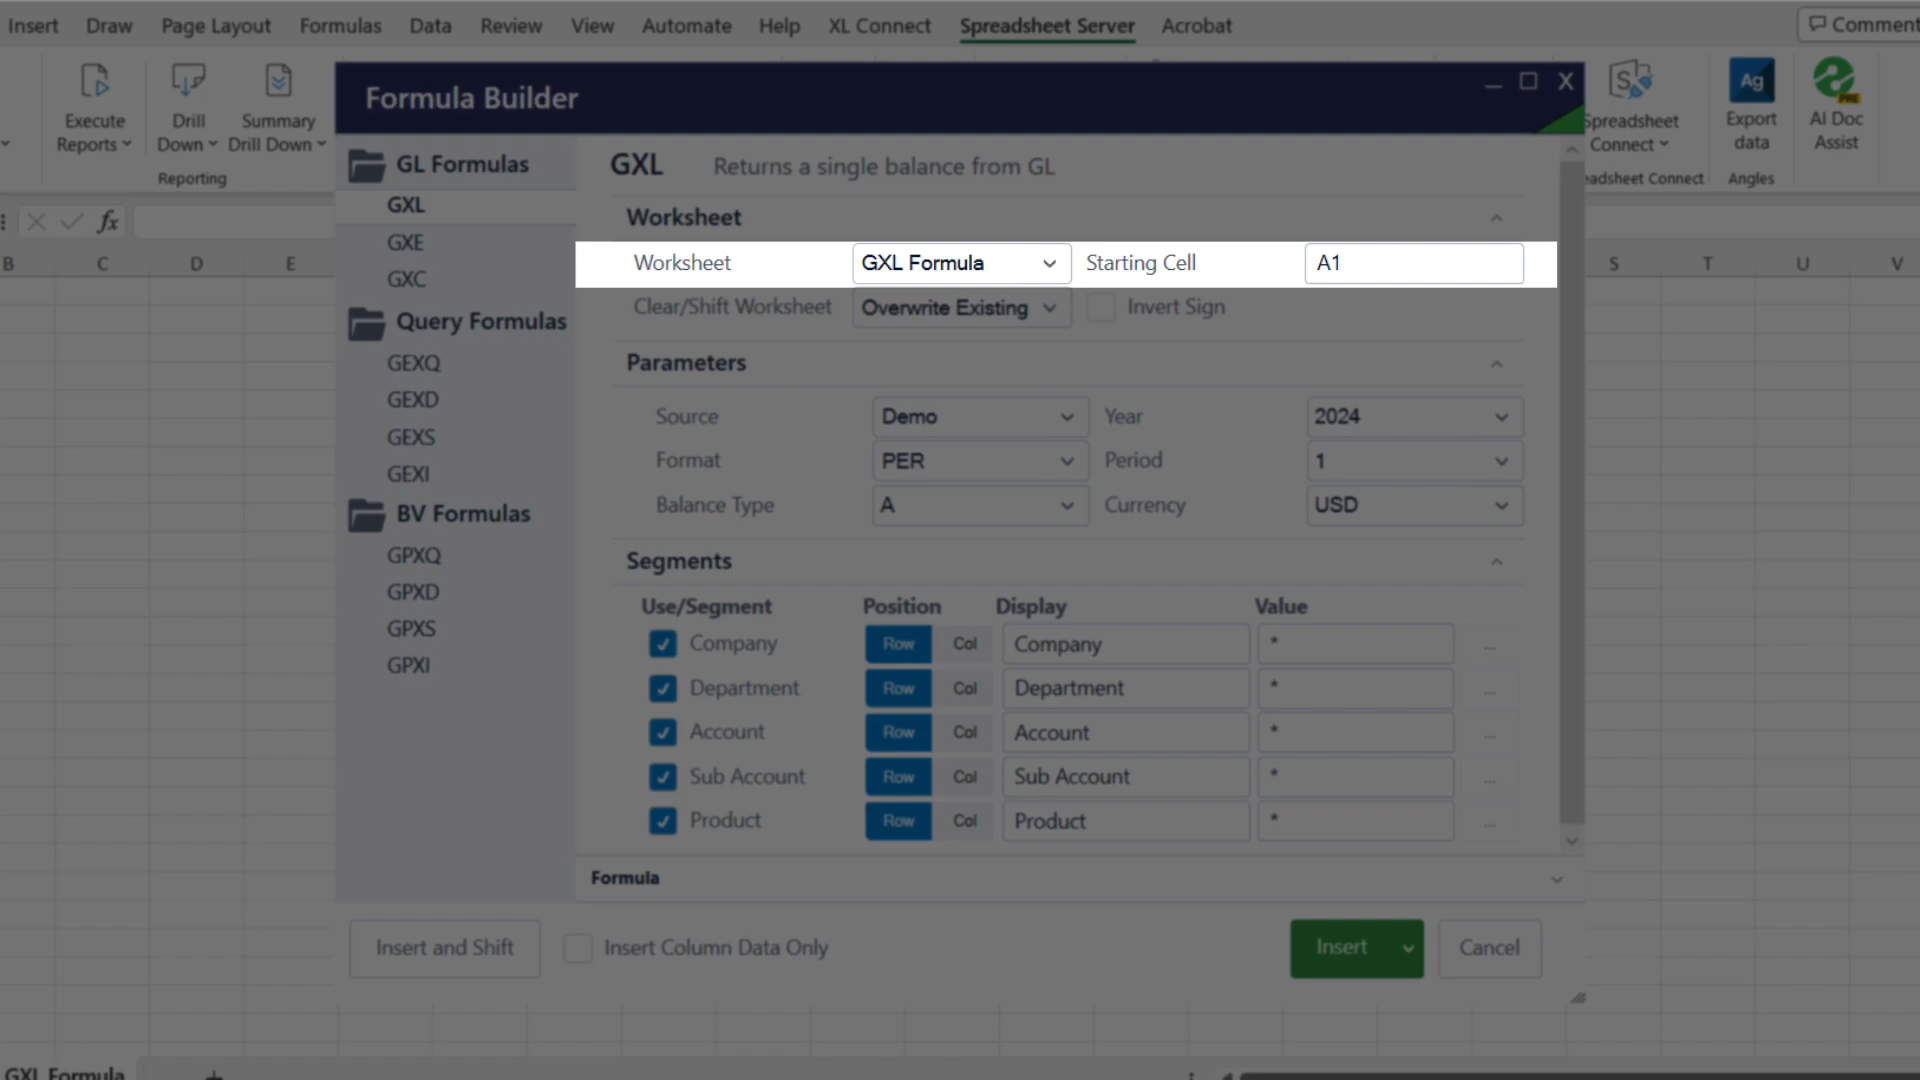 Insert Draw Page Layout Formulas Data Review View Automate Help XL Connect Spreadsheet Server Acrobat Comment
Execute Reports
Drill Down
Summary Drill Down
Reporting
Spreadsheet Connect
Export data
Ag
AI Doc Assist
PRE
eadsheet Connect
Angles
fx
B C D E S T U V
Formula Builder
X
GL Formulas
GXL
GXE
GXC
Query Formulas
GEXQ
GEXD
GEXS
GEXI
BV Formulas
GPXQ
GPXD
GPXS
GPXI
GXL Returns a single balance from GL
Worksheet
Worksheet GXL Formula Starting Cell A1
Clear/Shift Worksheet Overwrite Existing Invert Sign
Parameters
Source Demo Year 2024
Format PER Period 1
Balance Type A Currency USD
Segments
Use/Segment Position Display Value
Company Row Col Company * ...
Department Row Col Department * ...
Account Row Col Account * ...
Sub Account Row Col Sub Account * ...
Product Row Col Product * ...
Formula
Insert and Shift Insert Column Data Only Insert Cancel
GXL Formula +